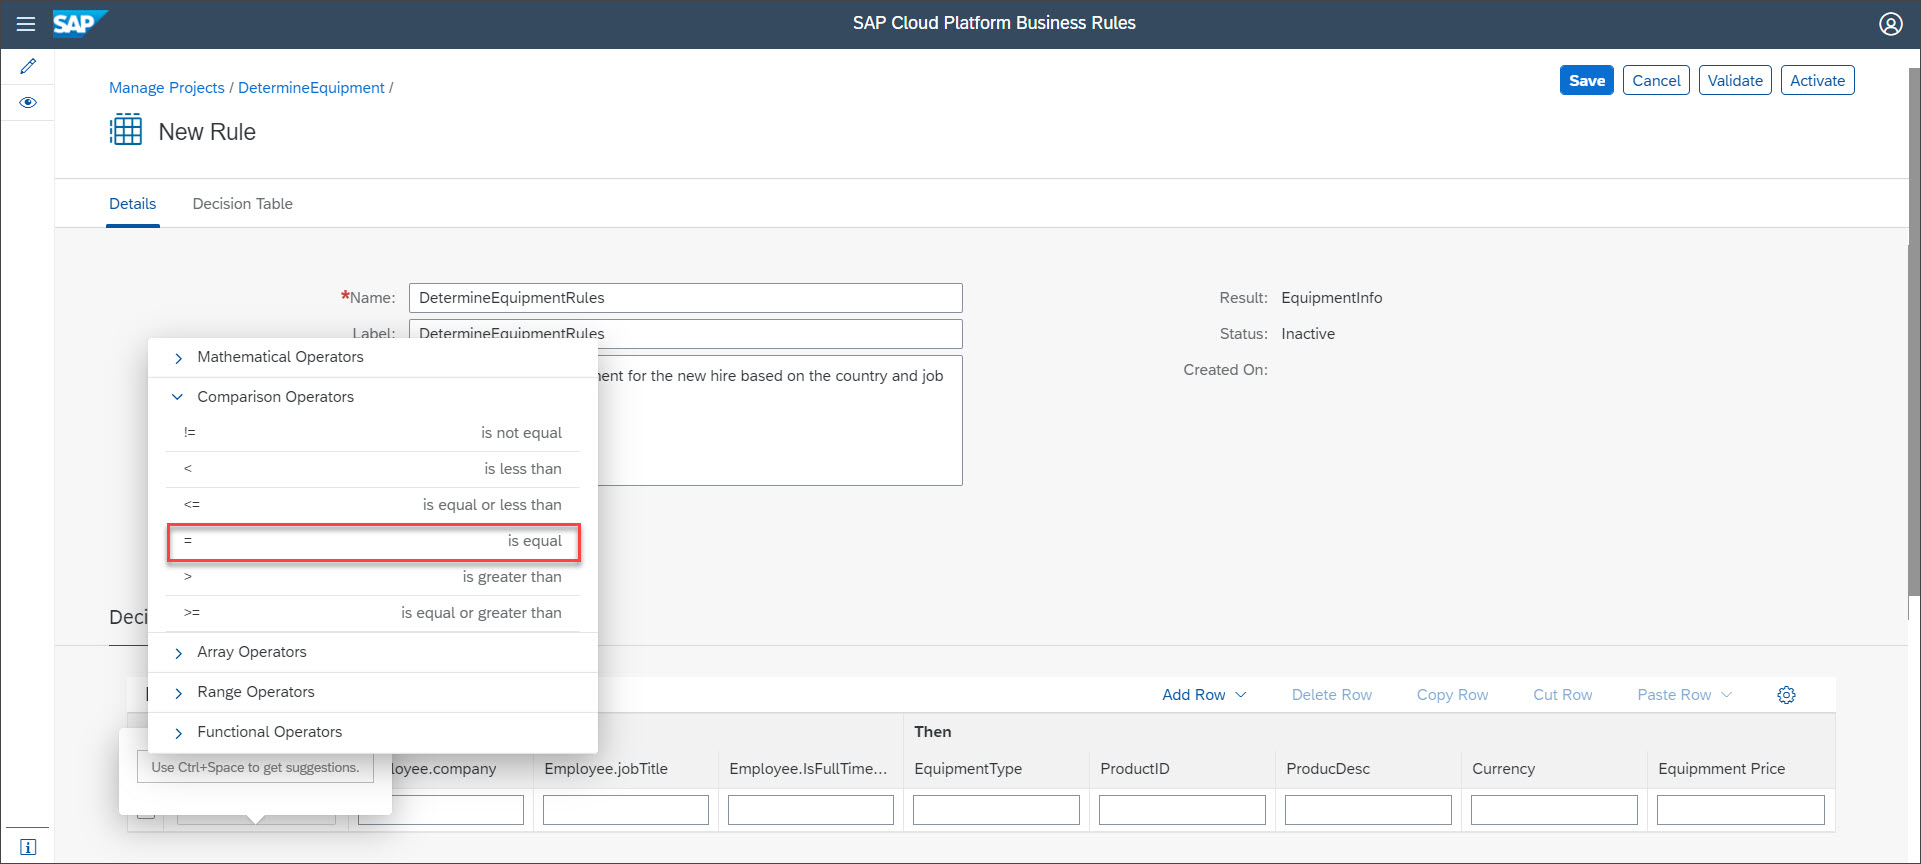 SAP
SAP Cloud Platform Business Rules
Manage Projects / DetermineEquipment /
Save
Cancel
Validate
Activate
New Rule
Details
Decision Table
*Name:
DetermineEquipmentRules
Result:
EquipmentInfo
Label:
DetermineEquipmentRules
Status:
Inactive
ent for the new hire based on the country and job
Created On:
Mathematical Operators
Comparison Operators
!= is not equal
< is less than
<= is equal or less than
= is equal
> is greater than
>= is equal or greater than
Array Operators
Range Operators
Functional Operators
Deci
Add Row
Delete Row
Copy Row
Cut Row
Paste Row
Then
Use Ctrl+Space to get suggestions.
loyee.company
Employee.jobTitle
Employee.IsFullTime...
EquipmentType
ProductID
ProducDesc
Currency
Equipmment Price